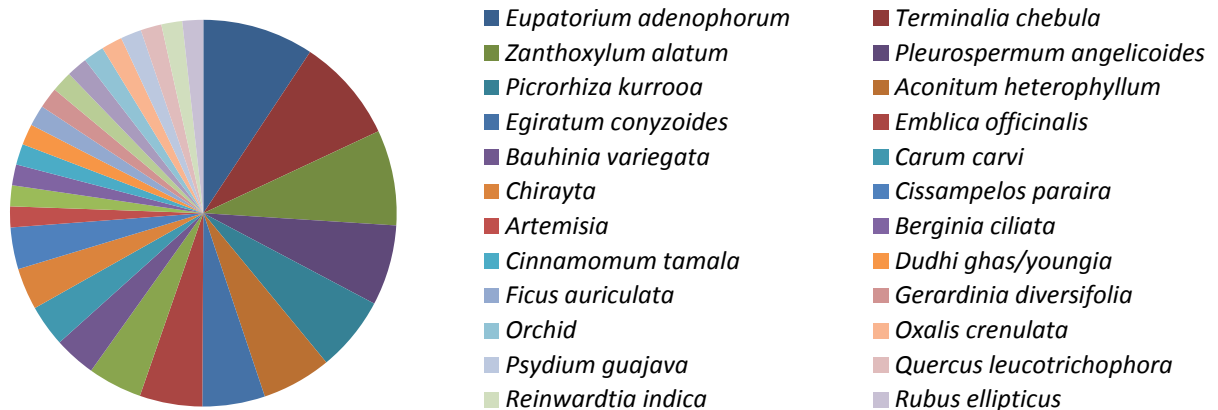 Eupatorium adenophorum Terminalia chebula
Zanthoxylum alatum Pleurospermum angelicoides
Picrorhiza kurrooa Aconitum heterophyllum
Egiratum conyzoides Emblica officinalis
Bauhinia variegata Carum carvi
Chirayta Cissampelos paraira
Artemisia Berginia ciliata
Cinnamomum tamala Dudhi ghas/youngia
Ficus auriculata Gerardinia diversifolia
Orchid Oxalis crenulata
Psydium guajava Quercus leucotrichophora
Reinwardtia indica Rubus ellipticus